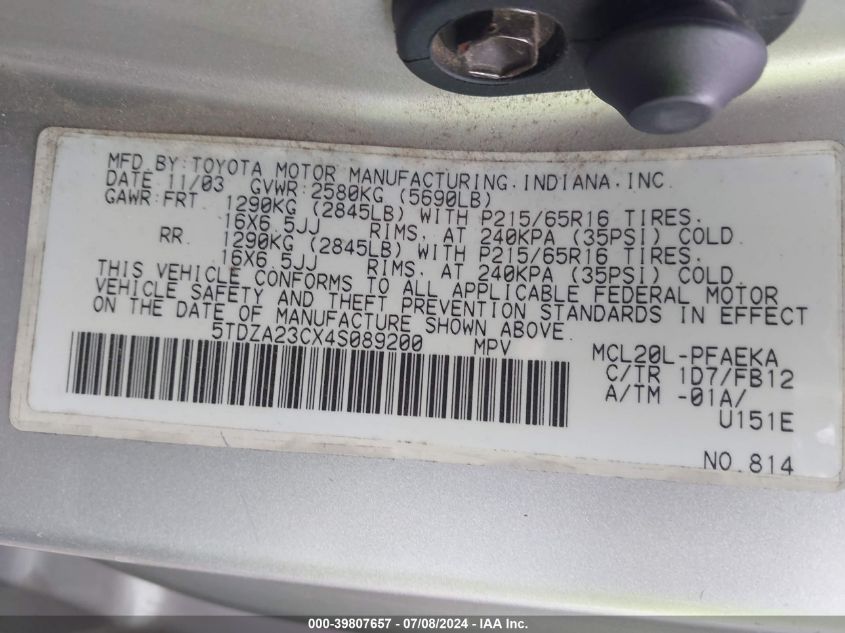 MFD. BY: TOYOTA MOTOR MANUFACTURING. INDIANA. INC.
DATE 11/03 GVWR: 2580KG (5690LB)
GAWR: FRT 1290KG (2845LB) WITH P215/65R16 TIRES.
16X6.5JJ RIMS. AT 240KPA (35PSI) COLD.
RR 1290KG (2845LB) WITH P215/65R16 TIRES.
16X6.5JJ RIMS. AT 240KPA (35PSI) COLD.
THIS VEHICLE CONFORMS TO ALL APPLICABLE FEDERAL MOTOR
VEHICLE SAFETY AND THEFT PREVENTION STANDARDS IN EFFECT
ON THE DATE OF MANUFACTURE SHOWN ABOVE.
5TDZA23CX4S089200 MPV MCL20L-PFAEKA
C/TR 1D7/FB12
A/TM -01A/
U151E
NO. 814
000-39807657 - 07/08/2024 - IAA Inc.